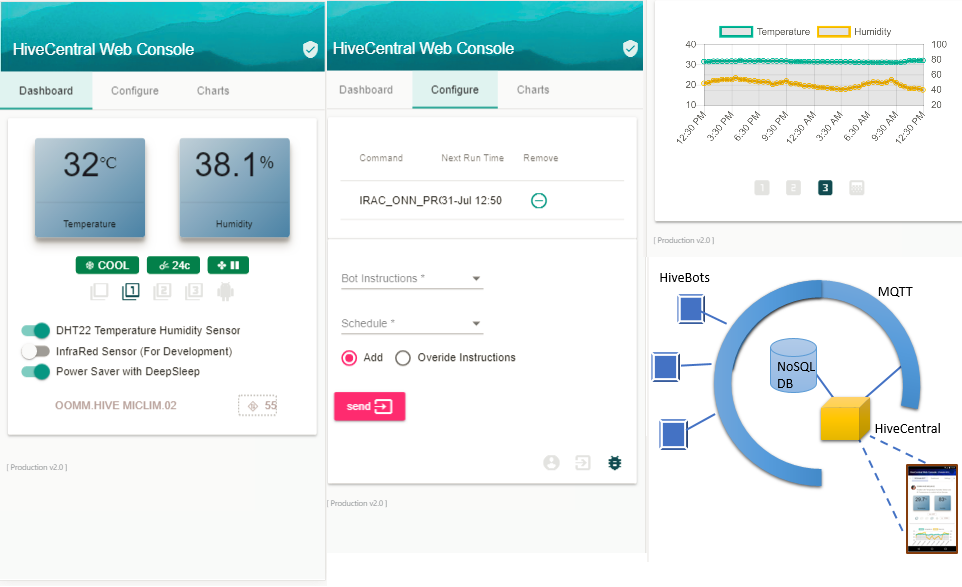 HiveCentral Web Console
Dashboard Configure Charts
32°C
Temperature
38.1%
Humidity
COOL
24c
1 2 3
DHT22 Temperature Humidity Sensor
InfraRed Sensor (For Development)
Power Saver with DeepSleep
OOMM.HIVE MICLIM.02
55
[ Production v2.0 ]
HiveCentral Web Console
Dashboard Configure Charts
Command Next Run Time Remove
IRAC_ONN_PRO 31-Jul 12:50
Bot Instructions *
Schedule *
Add Overide Instructions
send
[ Production v2.0 ]
Temperature Humidity
40 30 20 10
100 80 60 40 20
12:30 PM 3:30 PM 6:30 PM 9:30 PM 12:30 AM 3:30 AM 6:30 AM 9:30 AM 12:30 PM
1 2 3
[ Production v2.0 ]
HiveBots
MQTT
NoSQL
DB
HiveCentral